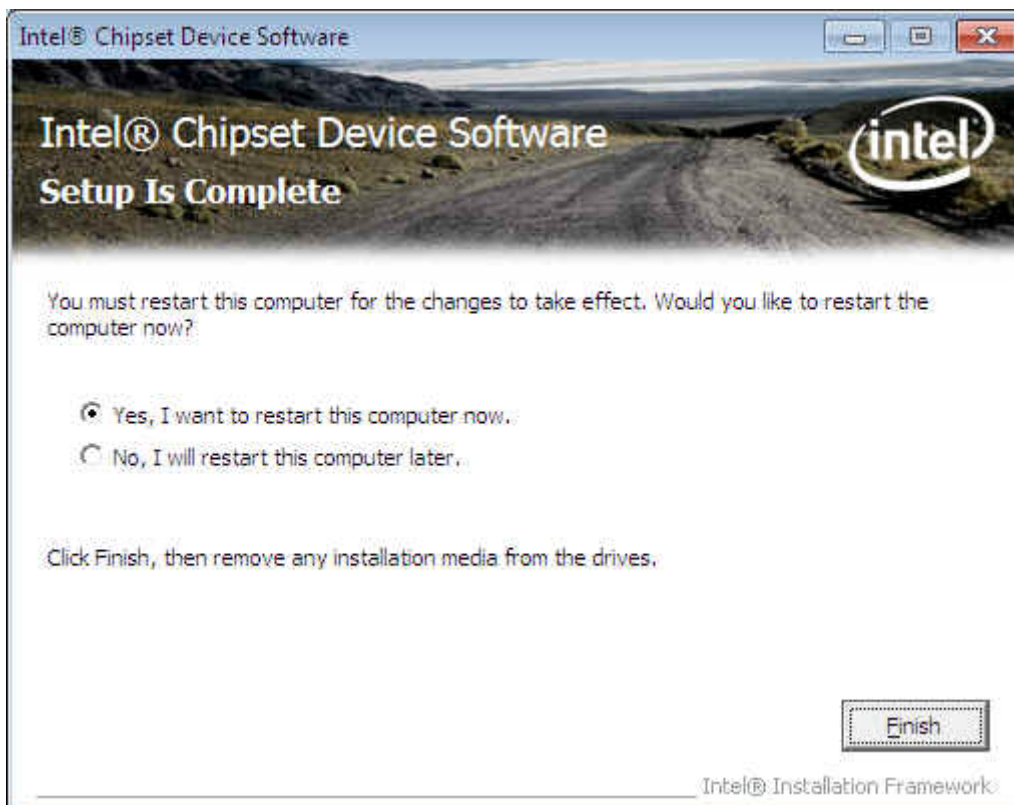 Intel® Chipset Device Software
Intel® Chipset Device Software
intel
Setup Is Complete
You must restart this computer for the changes to take effect. Would you like to restart the
computer now?
Yes, I want to restart this computer now.
No, I will restart this computer later.
Click Finish, then remove any installation media from the drives.
Finish
Intel® Installation Framework